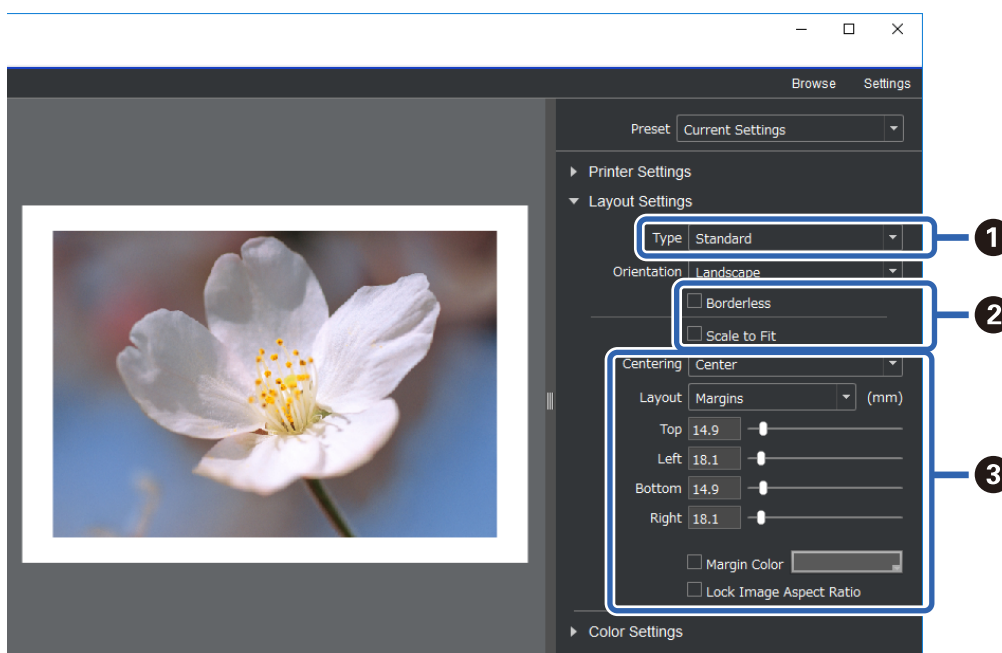 Browse Settings
Preset Current Settings
Printer Settings
Layout Settings
Type Standard
1
Orientation Landscape
Borderless
2
Scale to Fit
Centering Center
Layout Margins (mm)
Top 14.9
Left 18.1
3
Bottom 14.9
Right 18.1
Margin Color
Lock Image Aspect Ratio
Color Settings